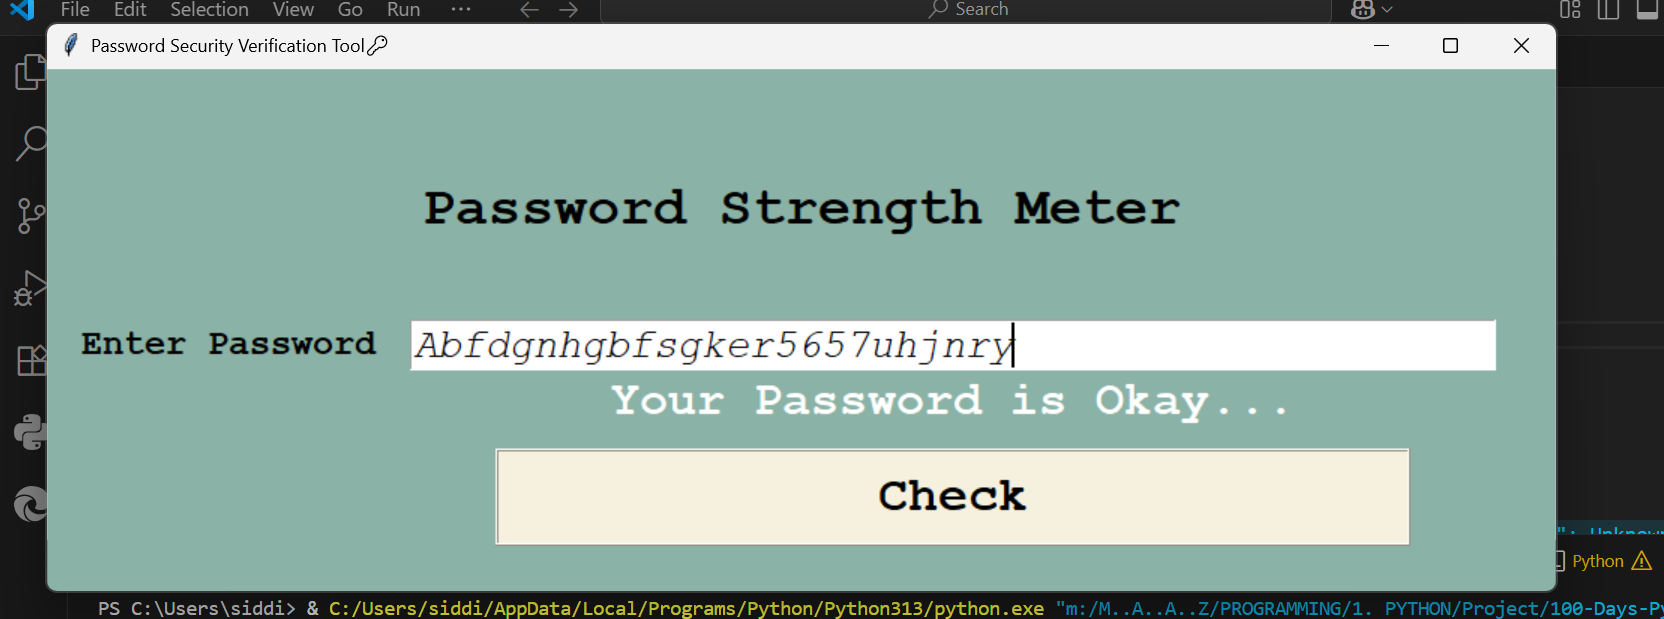 File Edit Selection View Go Run ··· Search
Password Security Verification Tool
Password Strength Meter
Enter Password Abfdgnhgbfsgker5657uhjnry
Your Password is Okay...
Check
Python
PS C:\Users\siddi> & C:/Users/siddi/AppData/Local/Programs/Python/Python313/python.exe "m:/M..A..A..Z/PROGRAMMING/1. PYTHON/Project/100-Days-Py